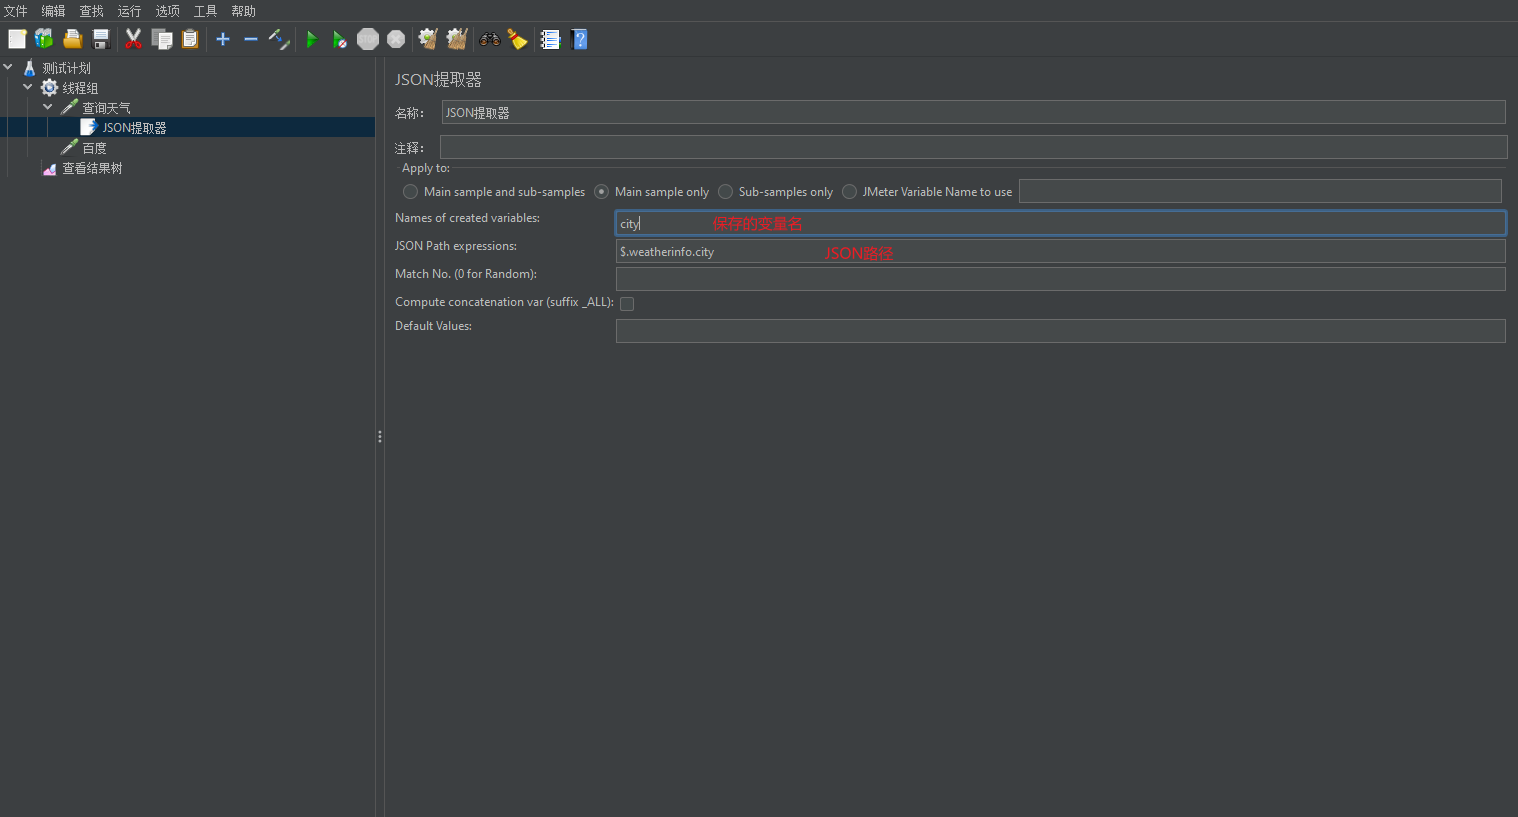 文件 编辑 查找 运行 选项 工具 帮助
测试计划
线程组
查询天气
JSON提取器
百度
查看结果树
JSON提取器
名称： JSON提取器
注释：
Apply to:
Main sample and sub-samples Main sample only Sub-samples only JMeter Variable Name to use
Names of created variables: city 保存的变量名
JSON Path expressions: $.weatherinfo.city JSON路径
Match No. (0 for Random):
Compute concatenation var (suffix _ALL):
Default Values: